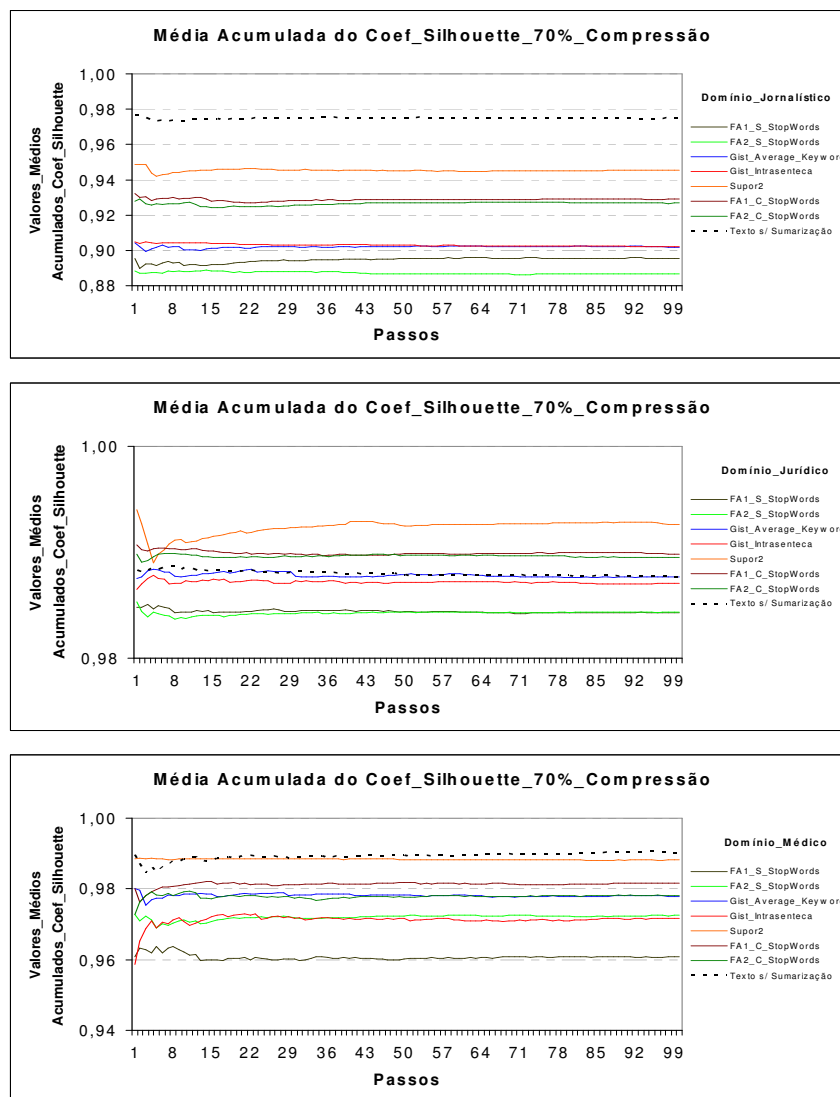 Média Acumulada do Coef_Silhouette_70%_Compressão
Valores_Médios
Acumulados_Coef_Silhouette
1,00
0,98
0,96
0,94
0,92
0,90
0,88
1 8 15 22 29 36 43 50 57 64 71 78 85 92 99
Passos
Domínio_Jornalístico
FA1_S_StopWords
FA2_S_StopWords
Gist_Average_Keyword
Gist_Intrasenteca
Supor2
FA1_C_StopWords
FA2_C_StopWords
Texto s/ Sumarização
Média Acumulada do Coef_Silhouette_70%_Compressão
Valores_Médios
Acumulados_Coef_Silhouette
1,00
0,98
1 8 15 22 29 36 43 50 57 64 71 78 85 92 99
Passos
Domínio_Jurídico
FA1_S_StopWords
FA2_S_StopWords
Gist_Average_Keyword
Gist_Intrasenteca
Supor2
FA1_C_StopWords
FA2_C_StopWords
Texto s/ Sumarização
Média Acumulada do Coef_Silhouette_70%_Compressão
Valores_Médios
Acumulados_Coef_Silhouette
1,00
0,98
0,96
0,94
1 8 15 22 29 36 43 50 57 64 71 78 85 92 99
Passos
Domínio_Médico
FA1_S_StopWords
FA2_S_StopWords
Gist_Average_Keyword
Gist_Intrasenteca
Supor2
FA1_C_StopWords
FA2_C_StopWords
Texto s/ Sumarização